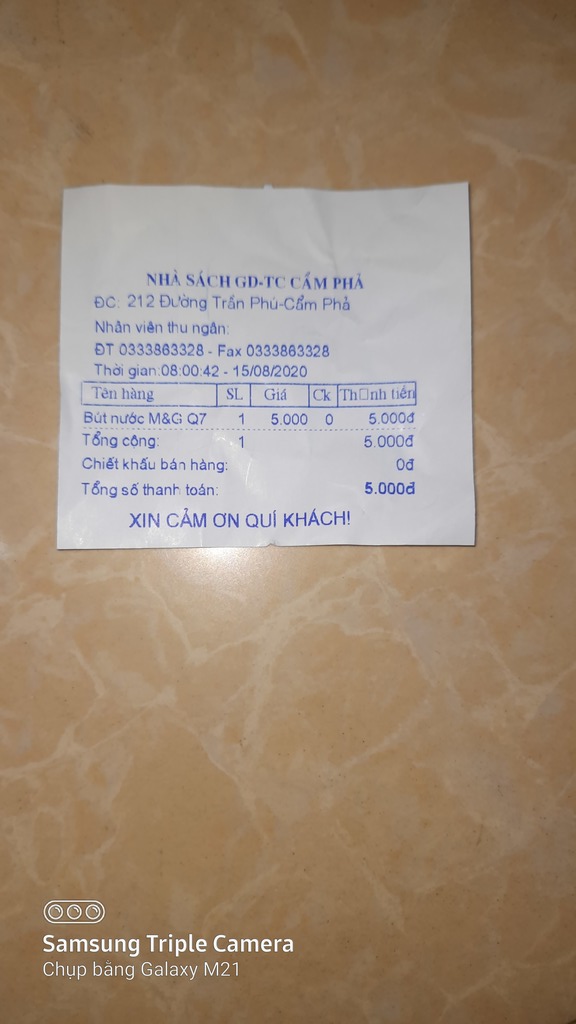 NHÀ SÁCH GD-TC CẨM PHẢ
ĐC: 212 Đường Trần Phú-Cẩm Phả
Nhân viên thu ngân:
ĐT 0333863328 - Fax 0333863328
Thời gian:08:00:42 - 15/08/2020
Tên hàng SL Giá Ck Th□nh tiền
Bút nước M&G Q7 1 5.000 0 5.000đ
Tổng cộng: 1 5.000đ
Chiết khấu bán hàng: 0đ
Tổng số thanh toán: 5.000đ
XIN CẢM ƠN QUÍ KHÁCH!
Samsung Triple Camera
Chụp bằng Galaxy M21